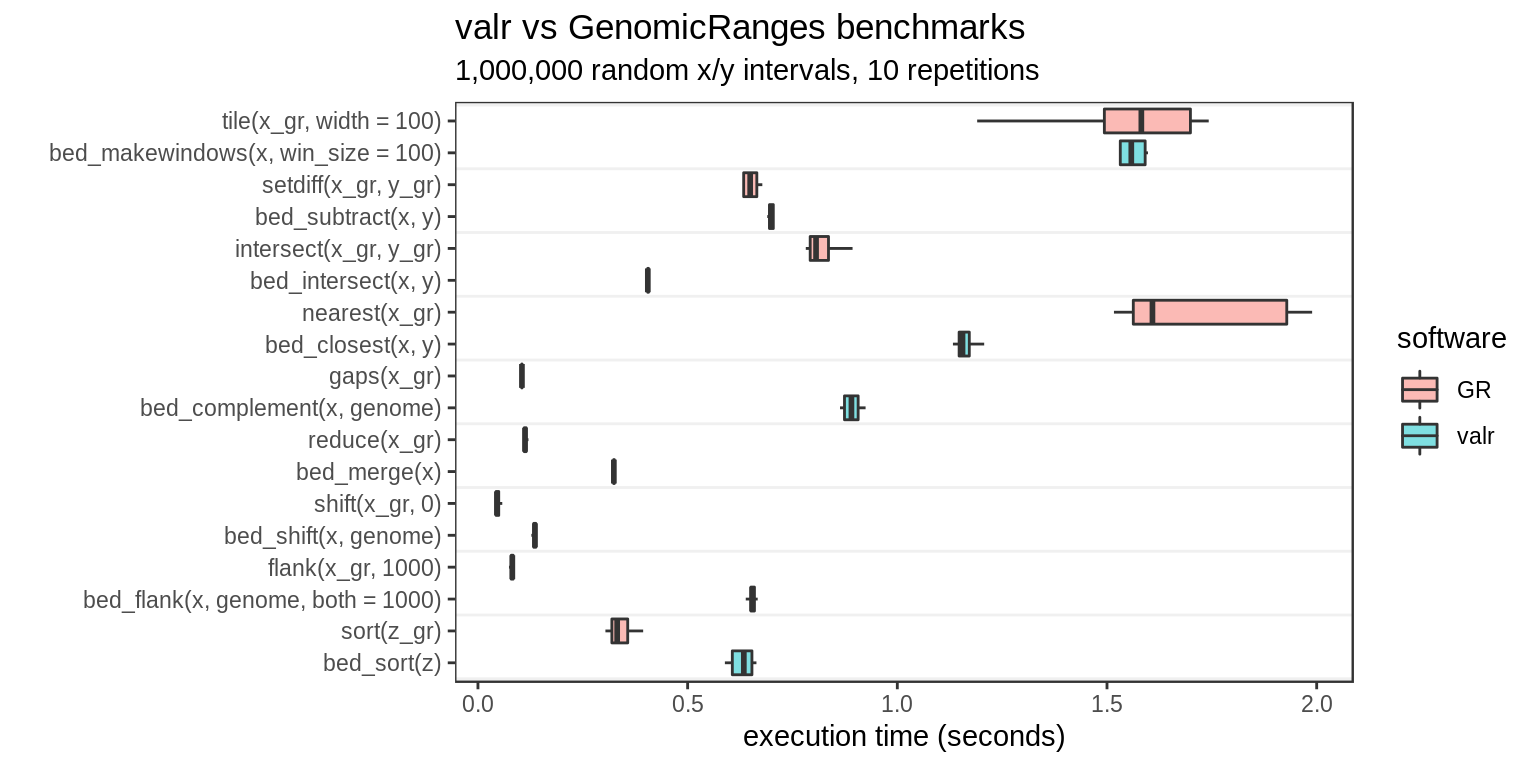 valr vs GenomicRanges benchmarks
1,000,000 random x/y intervals, 10 repetitions
tile(x_gr, width = 100)
bed_makewindows(x, win_size = 100)
setdiff(x_gr, y_gr)
bed_subtract(x, y)
intersect(x_gr, y_gr)
bed_intersect(x, y)
nearest(x_gr)
bed_closest(x, y)
gaps(x_gr)
bed_complement(x, genome)
reduce(x_gr)
bed_merge(x)
shift(x_gr, 0)
bed_shift(x, genome)
flank(x_gr, 1000)
bed_flank(x, genome, both = 1000)
sort(z_gr)
bed_sort(z)
0.0 0.5 1.0 1.5 2.0
execution time (seconds)
software
GR
valr